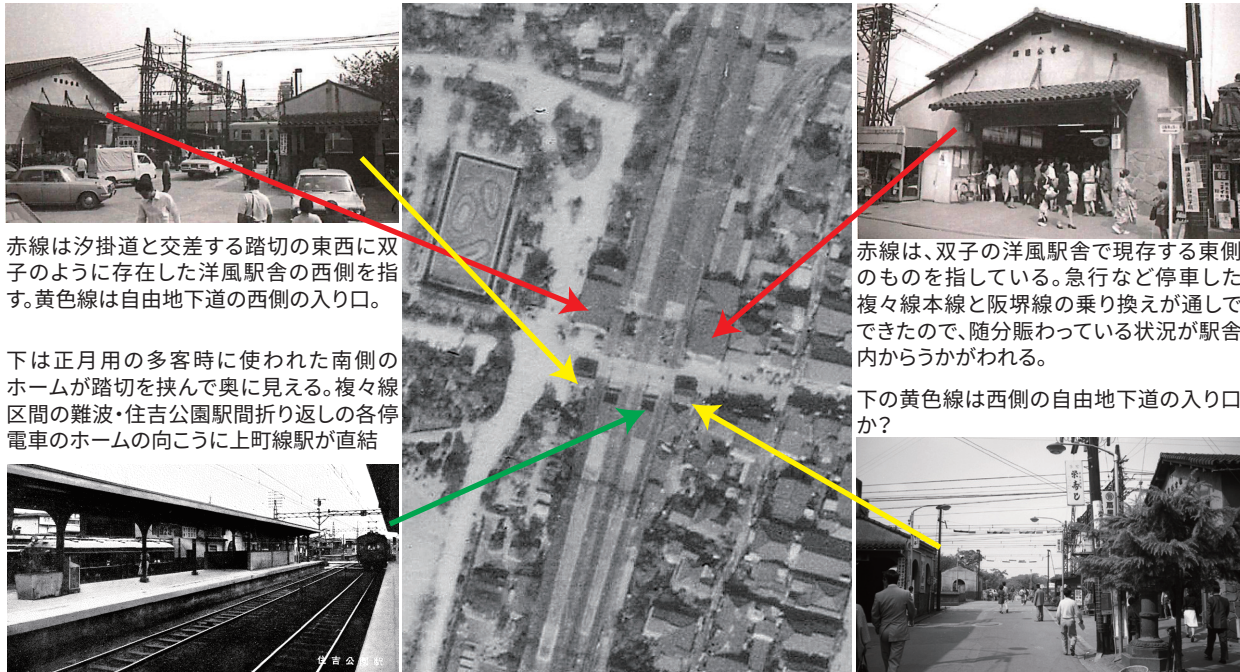 赤線は汐掛道と交差する踏切の東西に双
子のように存在した洋風駅舎の西側を指
す。黄色線は自由地下道の西側の入り口。
下は正月用の多客時に使われた南側の
ホームが踏切を挟んで奥に見える。複々線
区間の難波・住吉公園駅間折り返しの各停
電車のホームの向こうに上町線駅が直結
住吉公園駅
赤線は、双子の洋風駅舎で現存する東側
のものを指している。急行など停車した
複々線本線と阪堺線の乗り換えが通しで
できたので、随分賑わっている状況が駅舎
内からうかがわれる。
下の黄色線は西側の自由地下道の入り口
か？